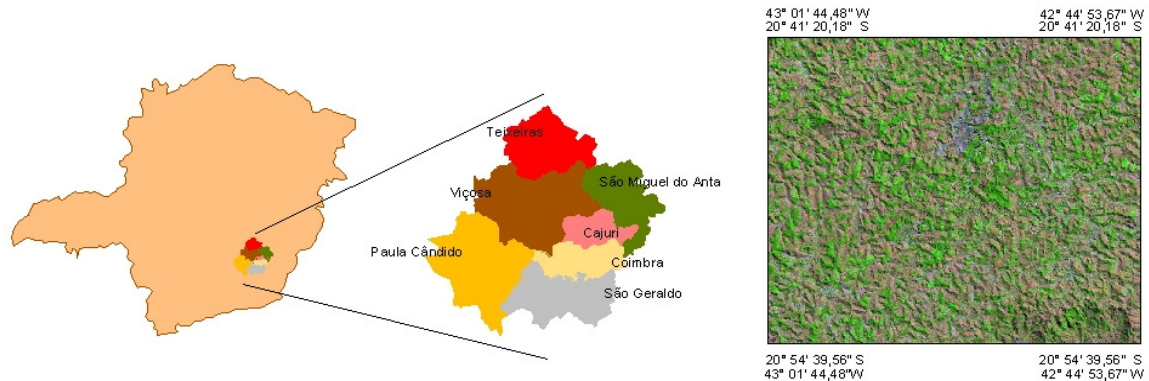 Teixeiras
Viçosa
São Miguel do Anta
Cajuri
Paula Cândido
Coimbra
São Geraldo
43° 01' 44,48" W
20° 41' 20,18" S
42° 44' 53,67" W
20° 41' 20,18" S
20° 54' 39,56" S
43° 01' 44,48"W
20° 54' 39,56" S
42° 44' 53,67" W